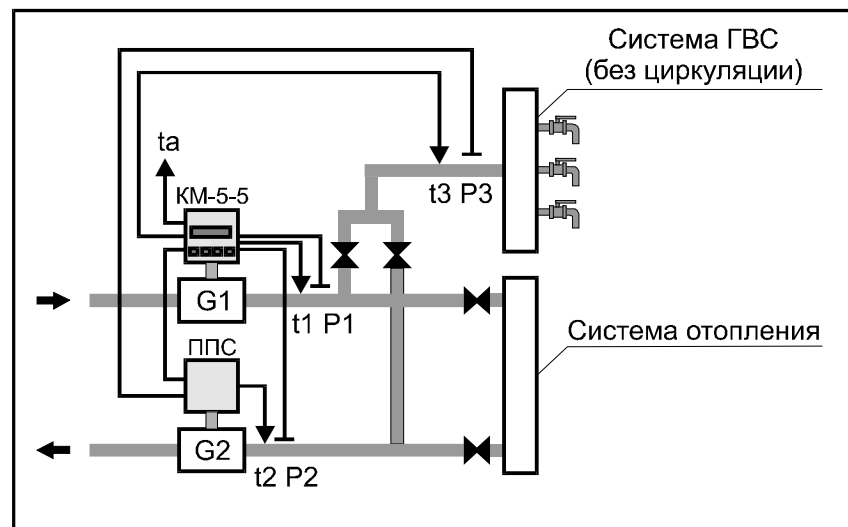 Система ГВС
(без циркуляции)
ta
КМ-5-5
t3 P3
G1
t1 P1
Система отопления
ППС
G2
t2 P2